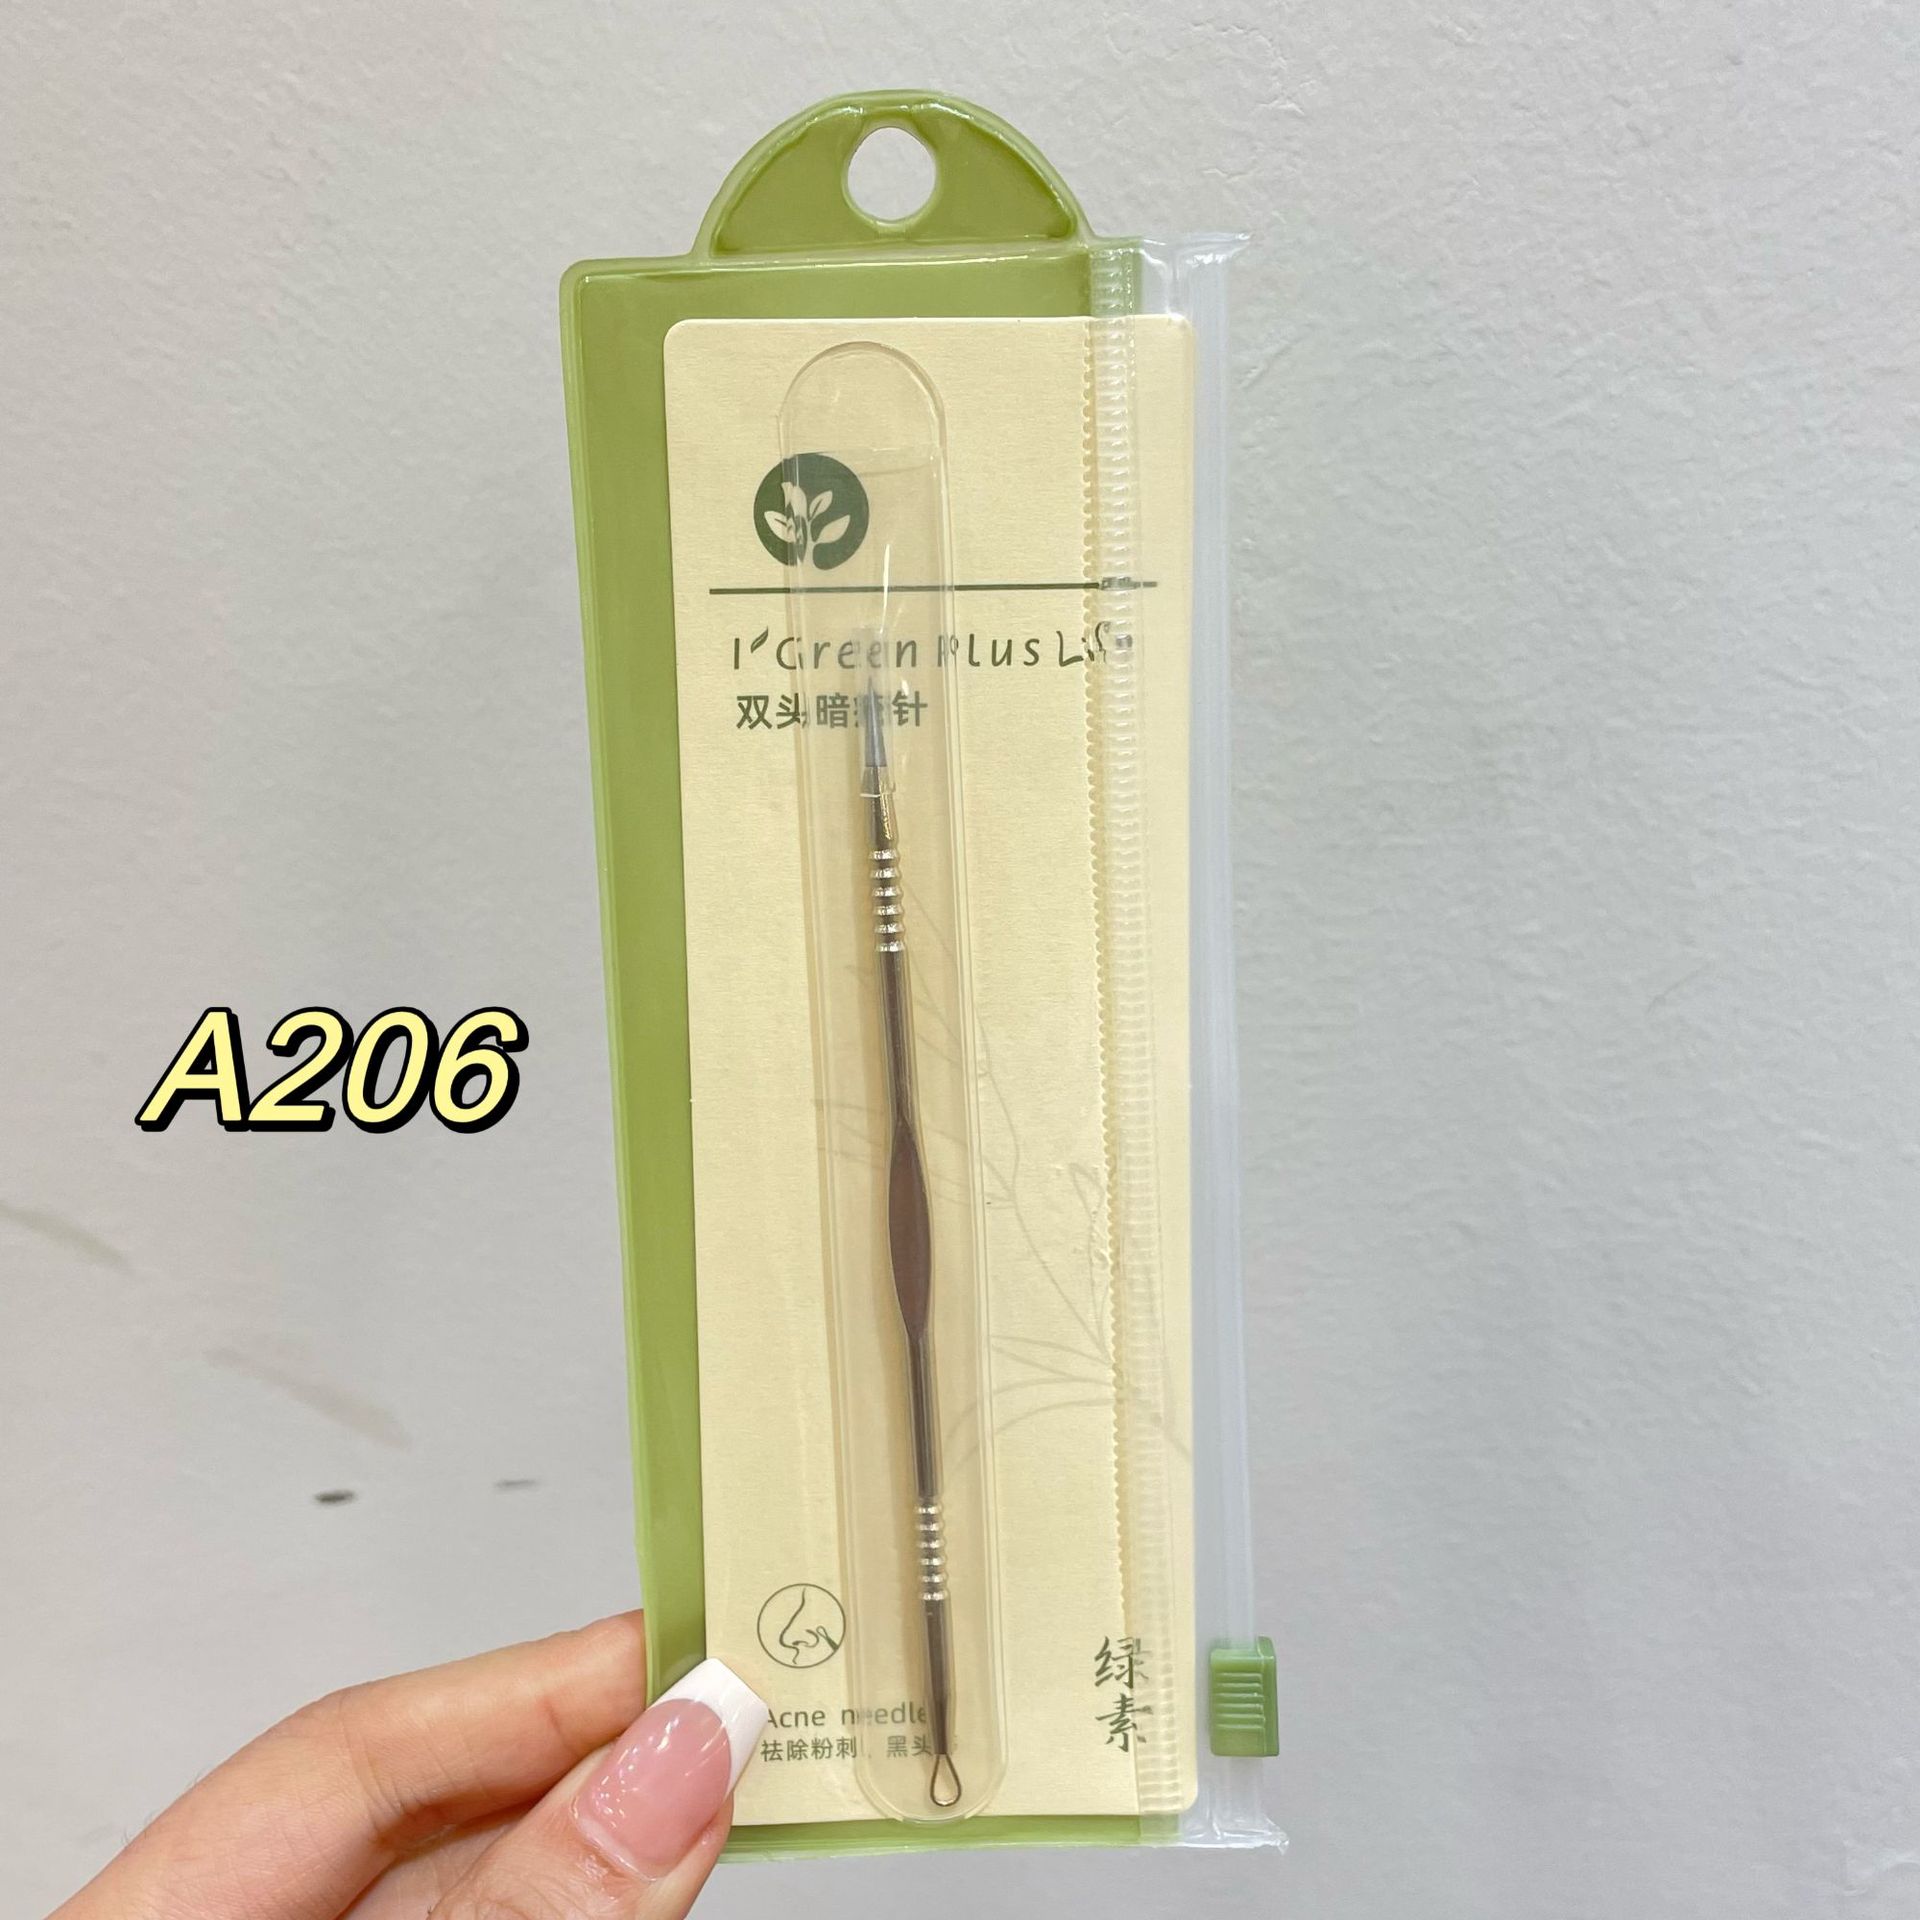 I' Green Plus Life
双头暗疮针
A206
绿素
Acne needle
祛除粉刺、黑头